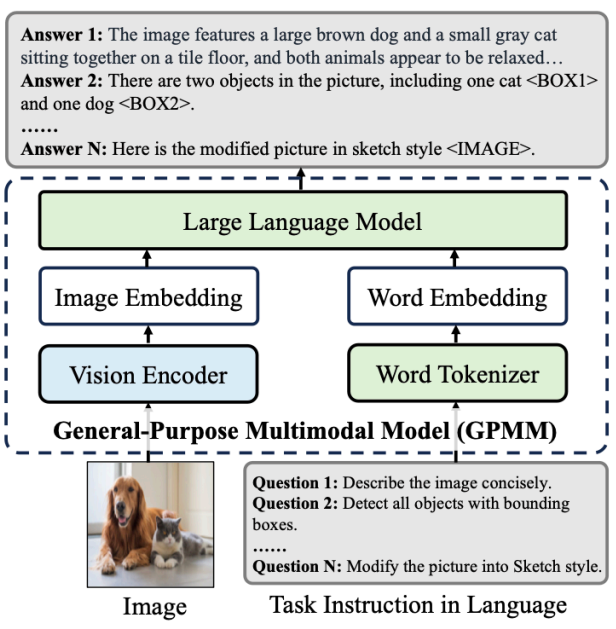 Answer 1: The image features a large brown dog and a small gray cat
sitting together on a tile floor, and both animals appear to be relaxed…
Answer 2: There are two objects in the picture, including one cat <BOX1>
and one dog <BOX2>.
……
Answer N: Here is the modified picture in sketch style <IMAGE>.
Large Language Model
Image Embedding
Word Embedding
Vision Encoder
Word Tokenizer
General-Purpose Multimodal Model (GPMM)
Question 1: Describe the image concisely.
Question 2: Detect all objects with bounding
boxes.
……
Question N: Modify the picture into Sketch style.
Image
Task Instruction in Language